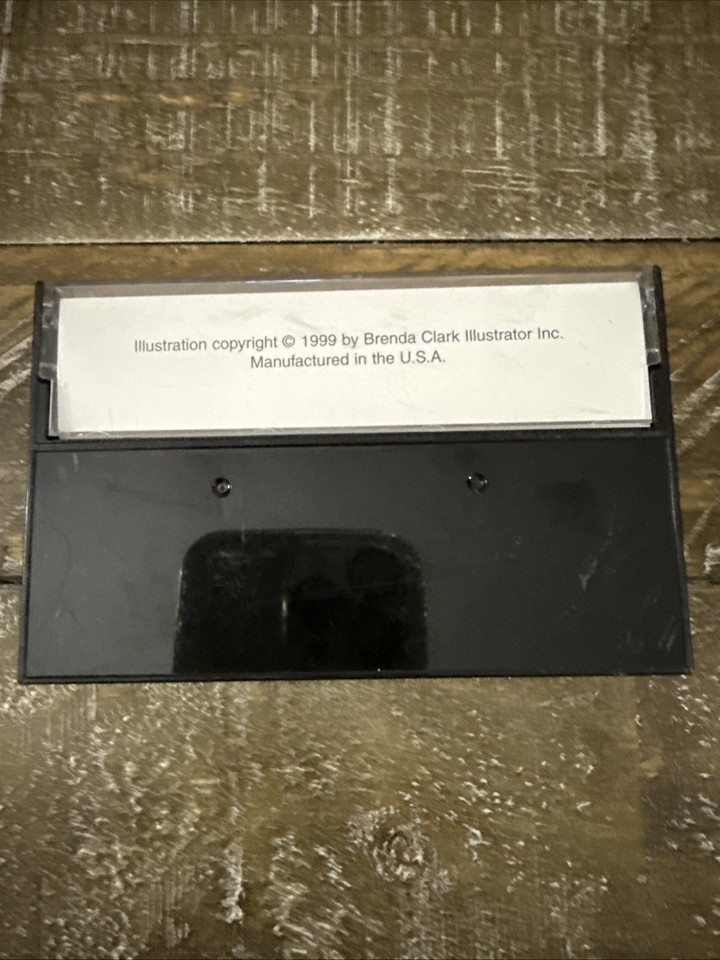 Illustration copyright © 1999 by Brenda Clark Illustrator Inc.
Manufactured in the U.S.A.